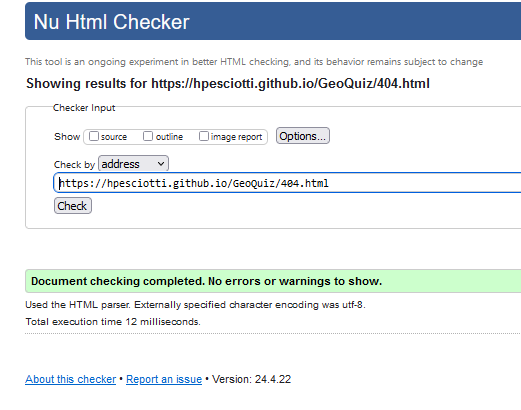 Nu Html Checker
This tool is an ongoing experiment in better HTML checking, and its behavior remains subject to change
Showing results for https://hpesciotti.github.io/GeoQuiz/404.html
Checker Input
Show source outline image report Options...
Check by address
https://hpesciotti.github.io/GeoQuiz/404.html
Check
Document checking completed. No errors or warnings to show.
Used the HTML parser. Externally specified character encoding was utf-8.
Total execution time 12 milliseconds.
About this checker • Report an issue • Version: 24.4.22